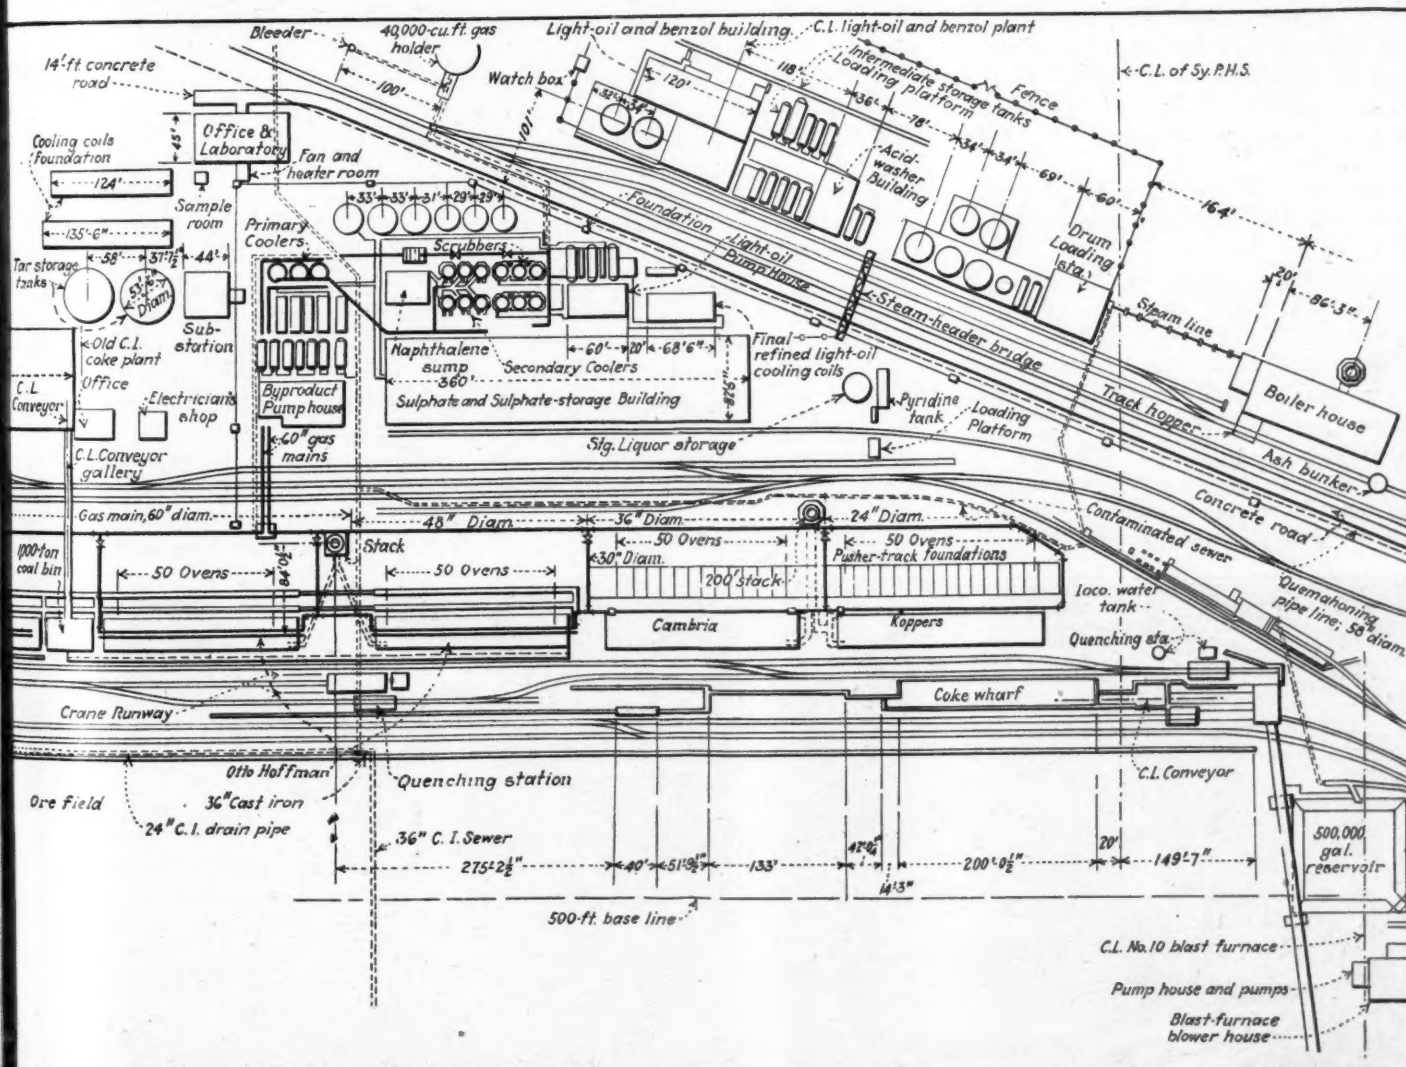 Bleeder
40,000-cu.ft. gas
holder
Light-oil and benzol building
C.L. light-oil and benzol plant
14'-ft. concrete
road
100'
Watch box
101'
32'
34'
120'
118'
Intermediate storage tanks
Loading platform
36'
78'
34'
34'
69'
60'
Fence
C.L. of Sy. P.H.S.
164'
45'
Office &
Laboratory
Fan and
heater room
Cooling coils
Foundation
124'
135'-6"
Sample
room
33'
33'
31'
29'
29'
Primary
Coolers
Scrubbers
Foundation
Light-oil
Pump House
Acid-
washer
Building
Drum
Loading
sta.
Steam line
20'
86'-3"
58'
37'-7½"
44'
Tar storage
tanks
Diam.
Sub-
station
Old C.L.
coke plant
Office
C.L.
Conveyor
Electricians
shop
Byproduct
Pump house
Naphthalene
sump
360'
Secondary Coolers
60'
20'
68'6"
Sulphate and Sulphate-storage Building
Final
refined light-oil
cooling coils
Steam-header bridge
Pyridine
tank
Loading
Platform
Stg. Liquor storage
Track hopper
Boiler house
Ash bunker
60" gas
mains
C.L. Conveyor
gallery
Gas main, 60" diam.
48" Diam.
36" Diam.
24" Diam.
Contaminated sewer
Concrete road
1000-ton
coal bin
Stack
84'-0½"
50 Ovens
50 Ovens
30" Diam.
50 Ovens
50 Ovens
Pusher-track foundations
200' stack
Loco. water
tank
Quemahoning
pipe line; 58" diam.
Cambria
Koppers
Quenching sta.
Crane Runway
Coke wharf
Otto Hoffman
Quenching station
C.L. Conveyor
Ore field
36" Cast iron
24" C.I. drain pipe
36" C.I. Sewer
275'-2½"
40'
51'-9½"
133'
14'-3"
200'-0½"
20'
149'-7"
500,000
gal.
reservoir
500-ft. base line
C.L. No. 10 blast furnace
Pump house and pumps
Blast-furnace
blower house